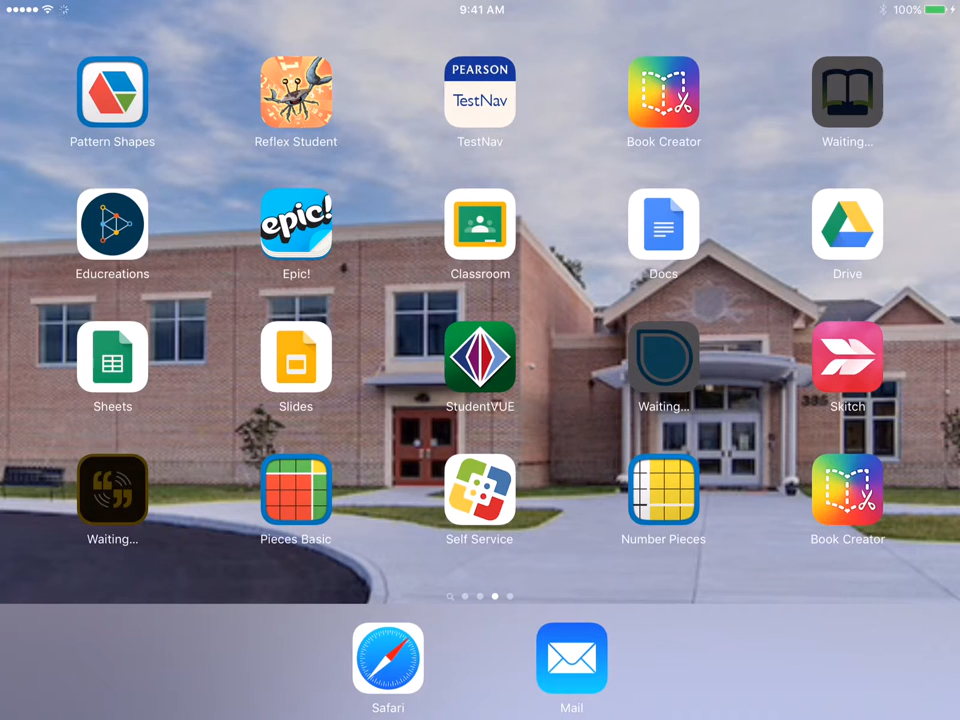 9:41 AM
100%
PEARSON
TestNav
Pattern Shapes
Reflex Student
TestNav
Book Creator
Waiting...
epic!
Educreations
Epic!
Classroom
Docs
Drive
Sheets
Slides
StudentVUE
Waiting...
385
Skitch
Waiting...
Pieces Basic
Self Service
Number Pieces
Book Creator
Safari
Mail